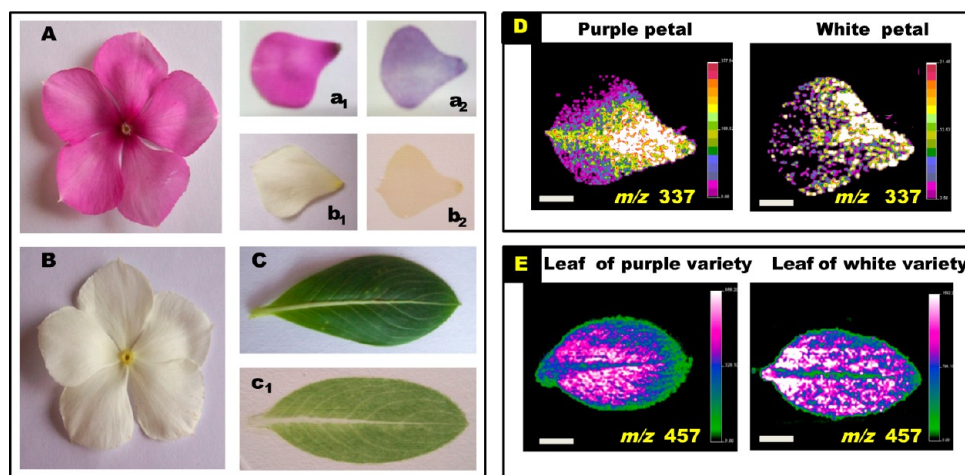 A
a1
a2
b1
b2
B
C
c1
D
Purple petal
White petal
m/z 337
m/z 337
E
Leaf of purple variety
Leaf of white variety
m/z 457
m/z 457